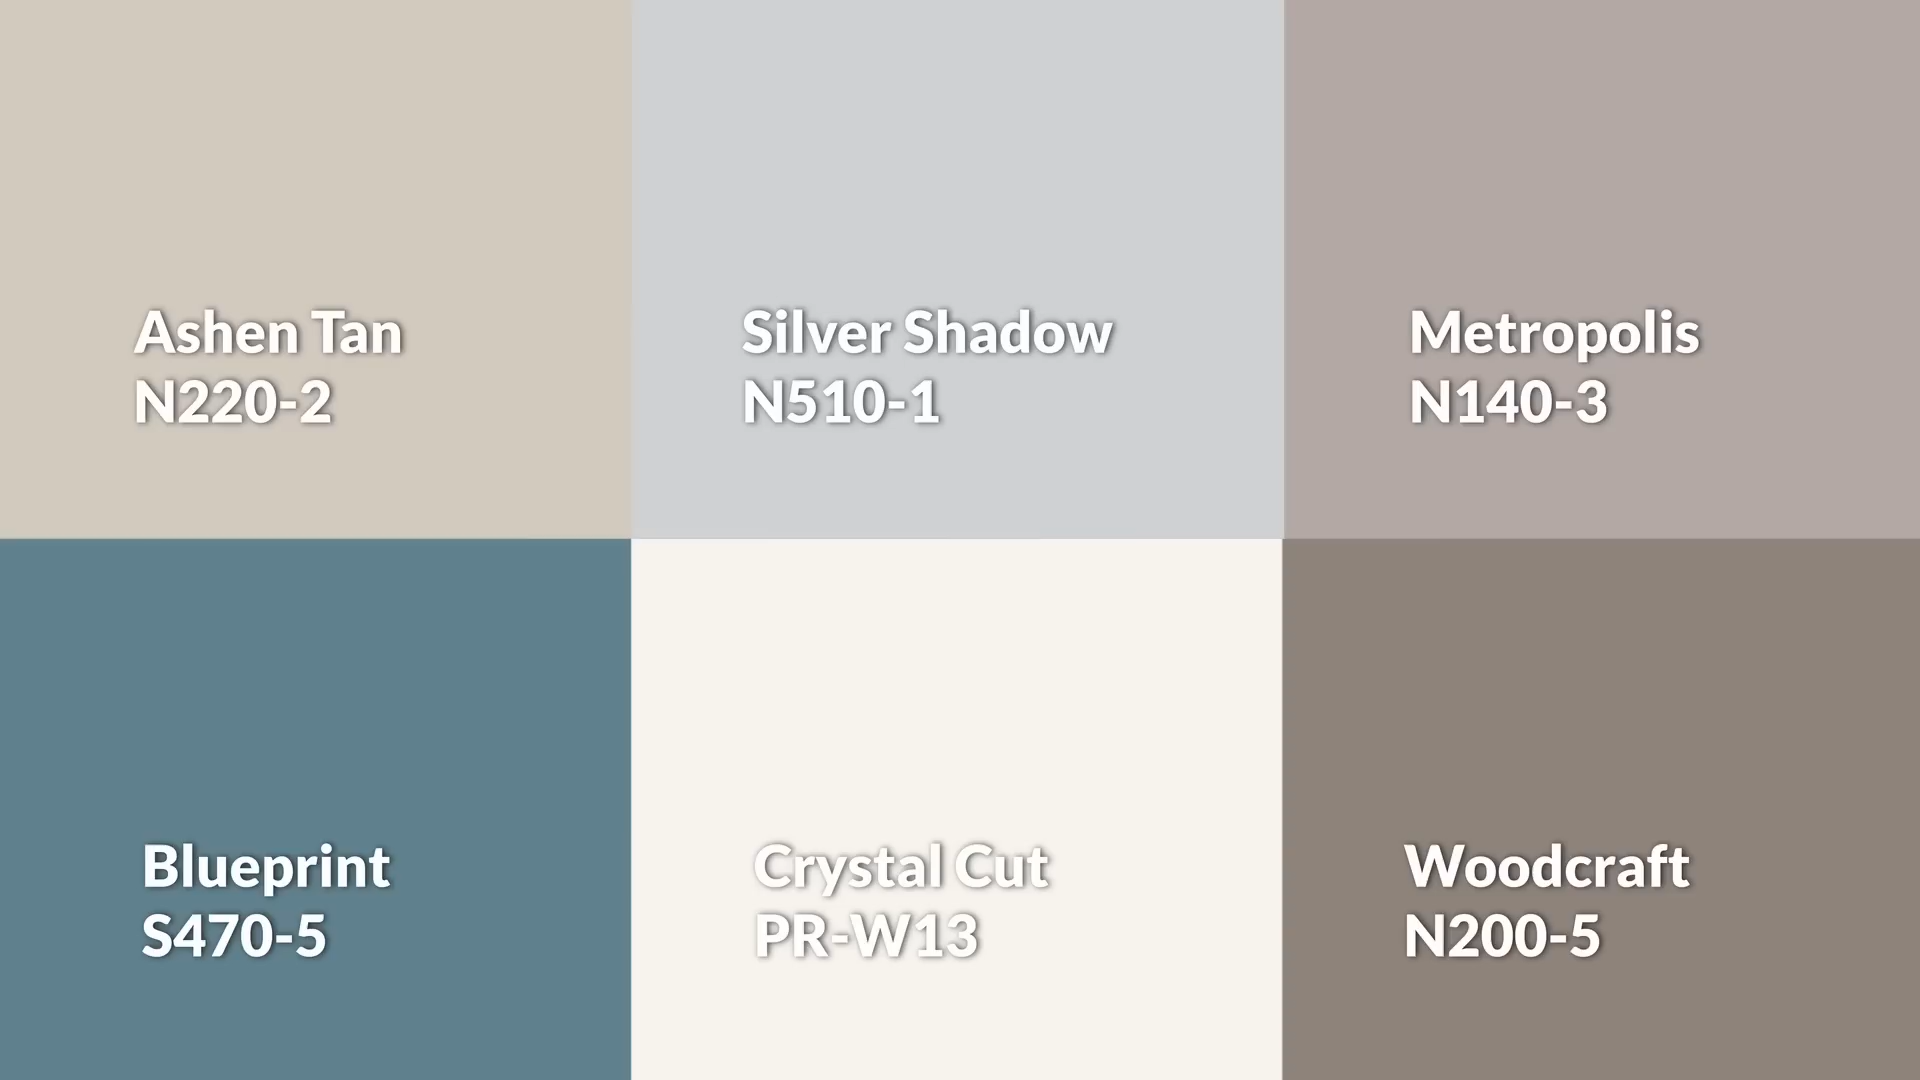 Ashen Tan
N220-2
Silver Shadow
N510-1
Metropolis
N140-3
Blueprint
S470-5
Crystal Cut
PR-W13
Woodcraft
N200-5